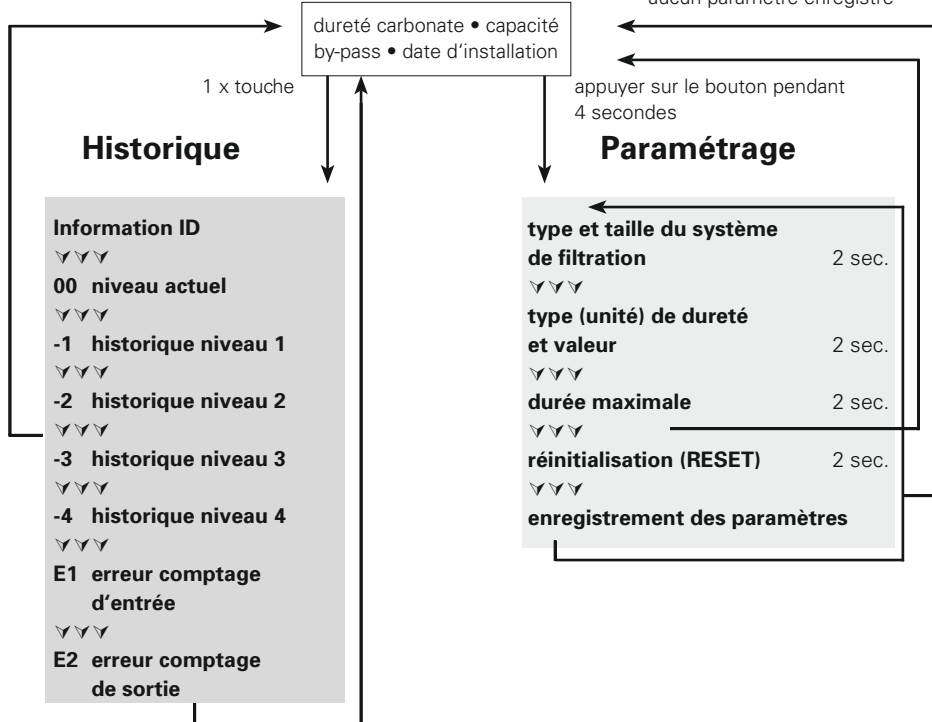 aucun paramètre enregistré
dureté carbonate • capacité
by-pass • date d'installation
1 x touche
appuyer sur le bouton pendant
4 secondes
Historique
Information ID
00 niveau actuel
-1 historique niveau 1
-2 historique niveau 2
-3 historique niveau 3
-4 historique niveau 4
E1 erreur comptage
d'entrée
E2 erreur comptage
de sortie
Paramétrage
type et taille du système
de filtration 2 sec.
type (unité) de dureté
et valeur 2 sec.
durée maximale 2 sec.
réinitialisation (RESET) 2 sec.
enregistrement des paramètres